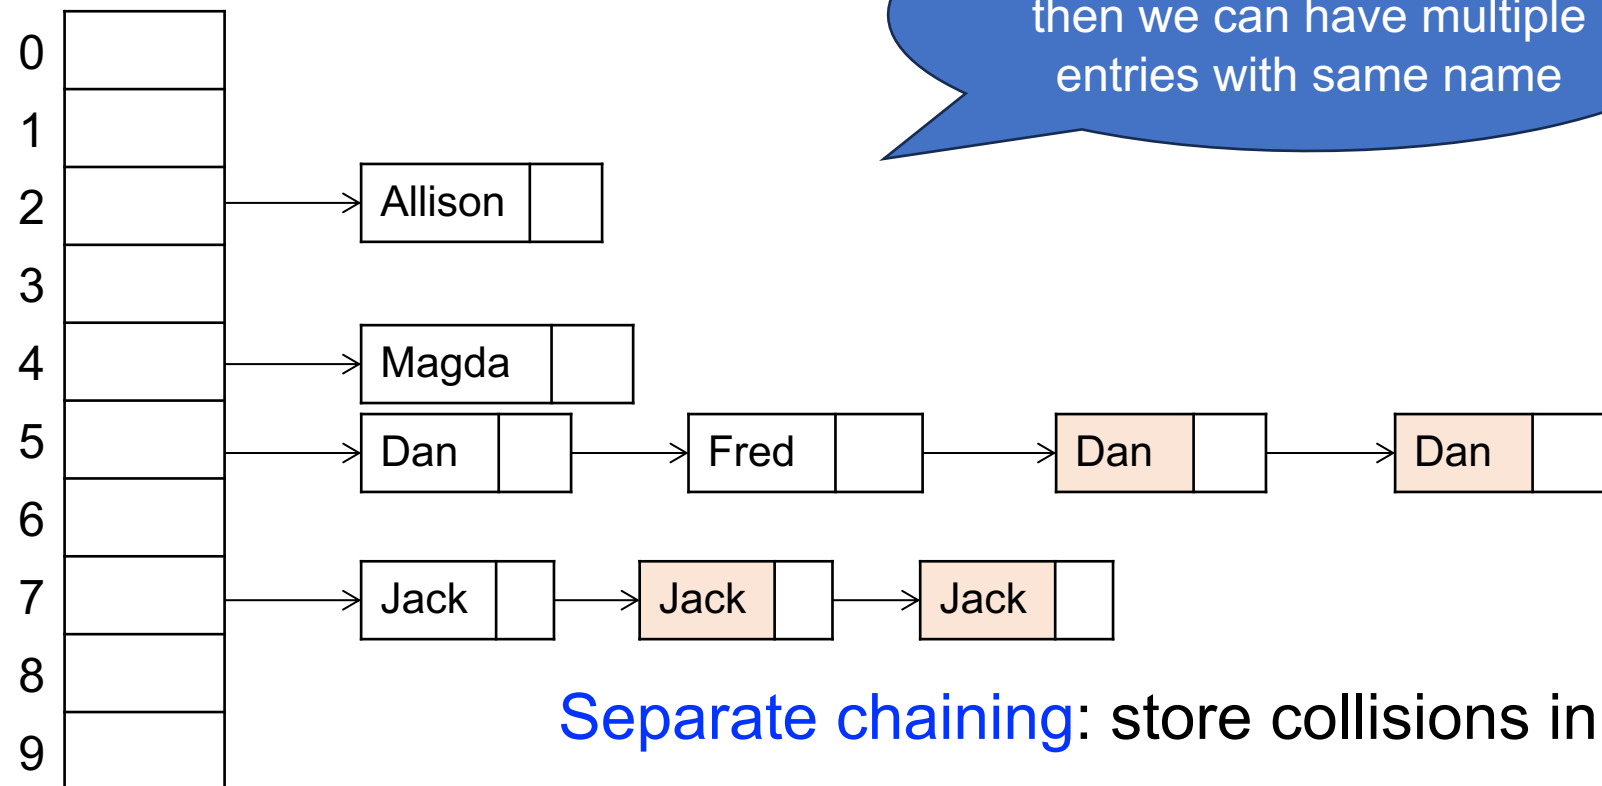 then we can have multiple
entries with same name
0
1
2 Allison
3
4 Magda
5 Dan Fred Dan Dan
6
7 Jack Jack Jack
8
Separate chaining: store collisions in
9